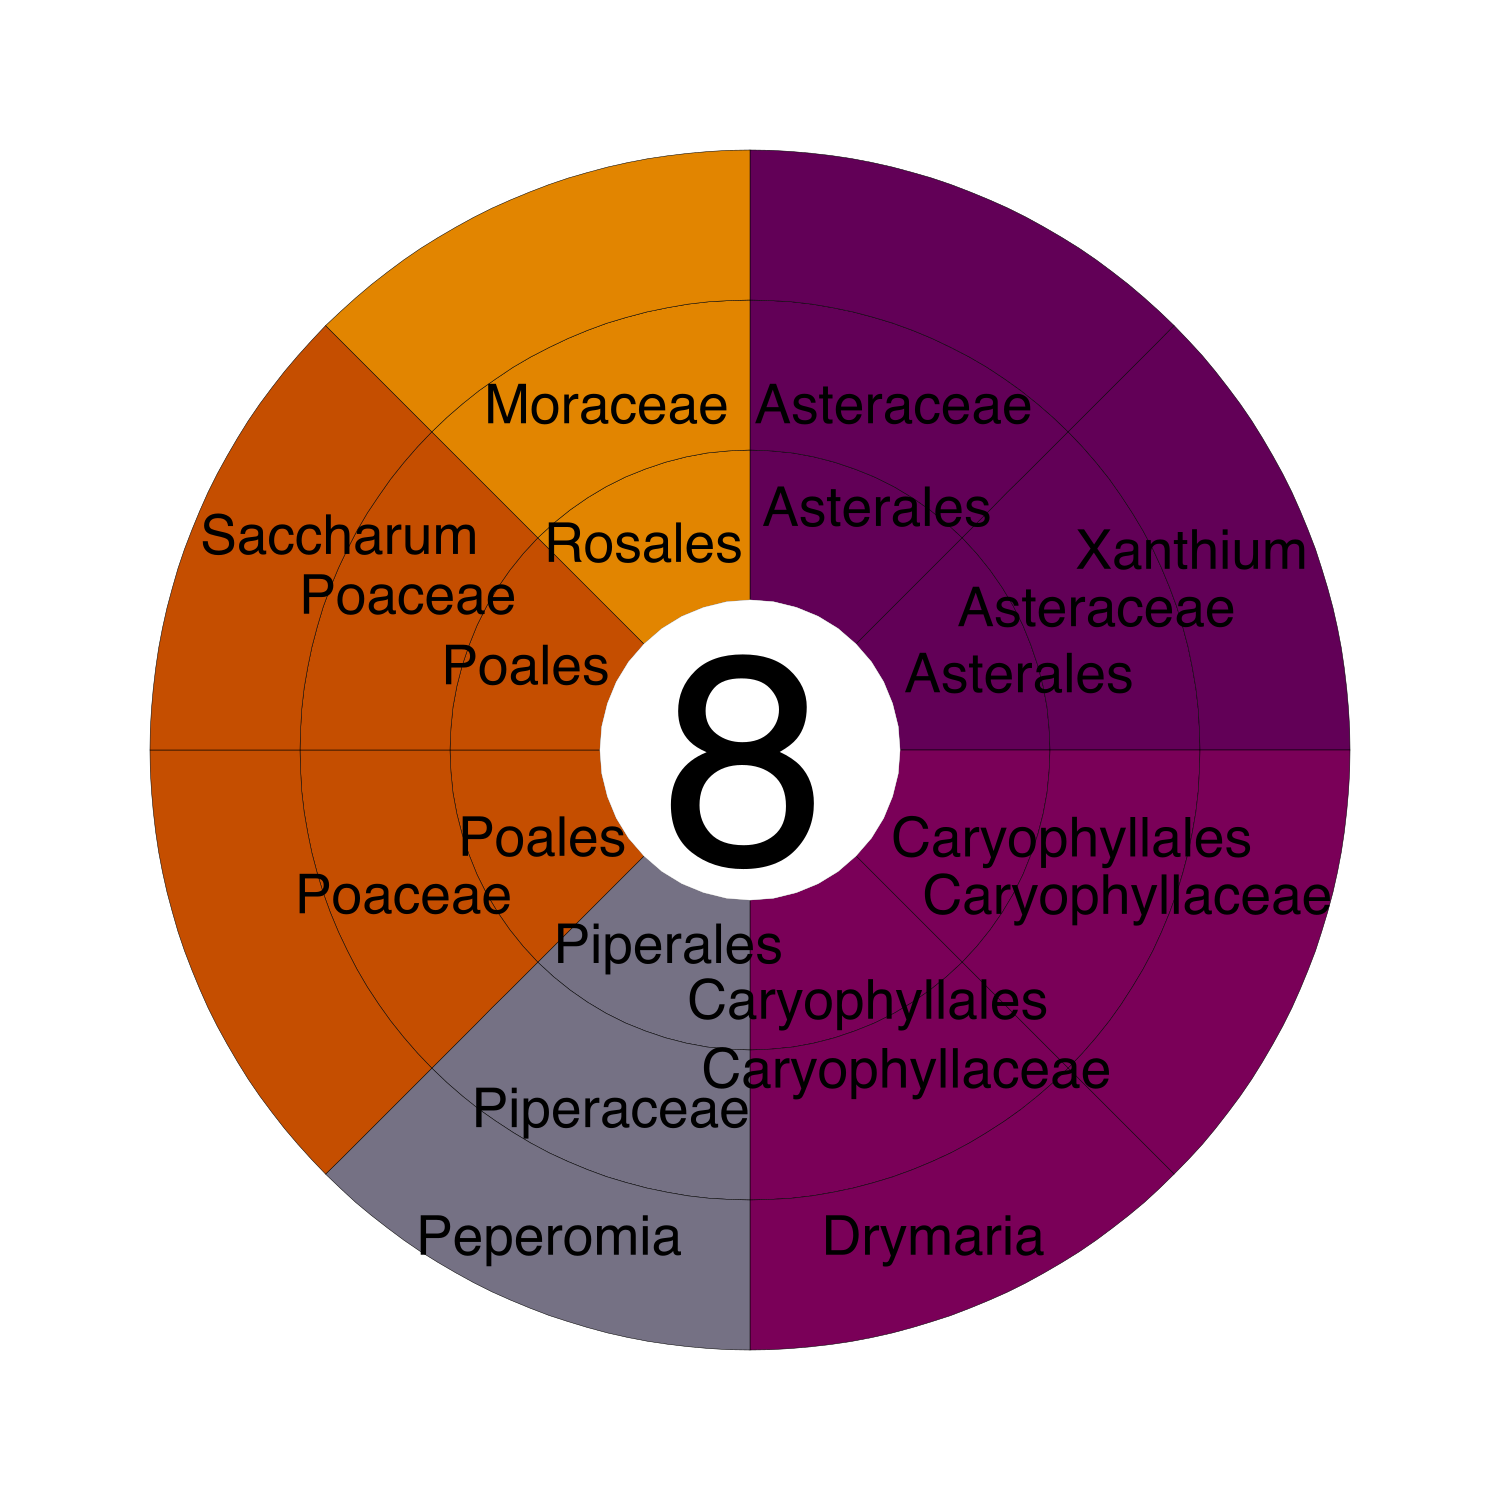 Moraceae
Asteraceae
Asterales
Rosales
Saccharum
Xanthium
Poaceae
Asteraceae
Poales
Asterales
8
Poales
Caryophyllales
Poaceae
Caryophyllaceae
Piperales
Caryophyllales
Caryophyllaceae
Piperaceae
Peperomia
Drymaria